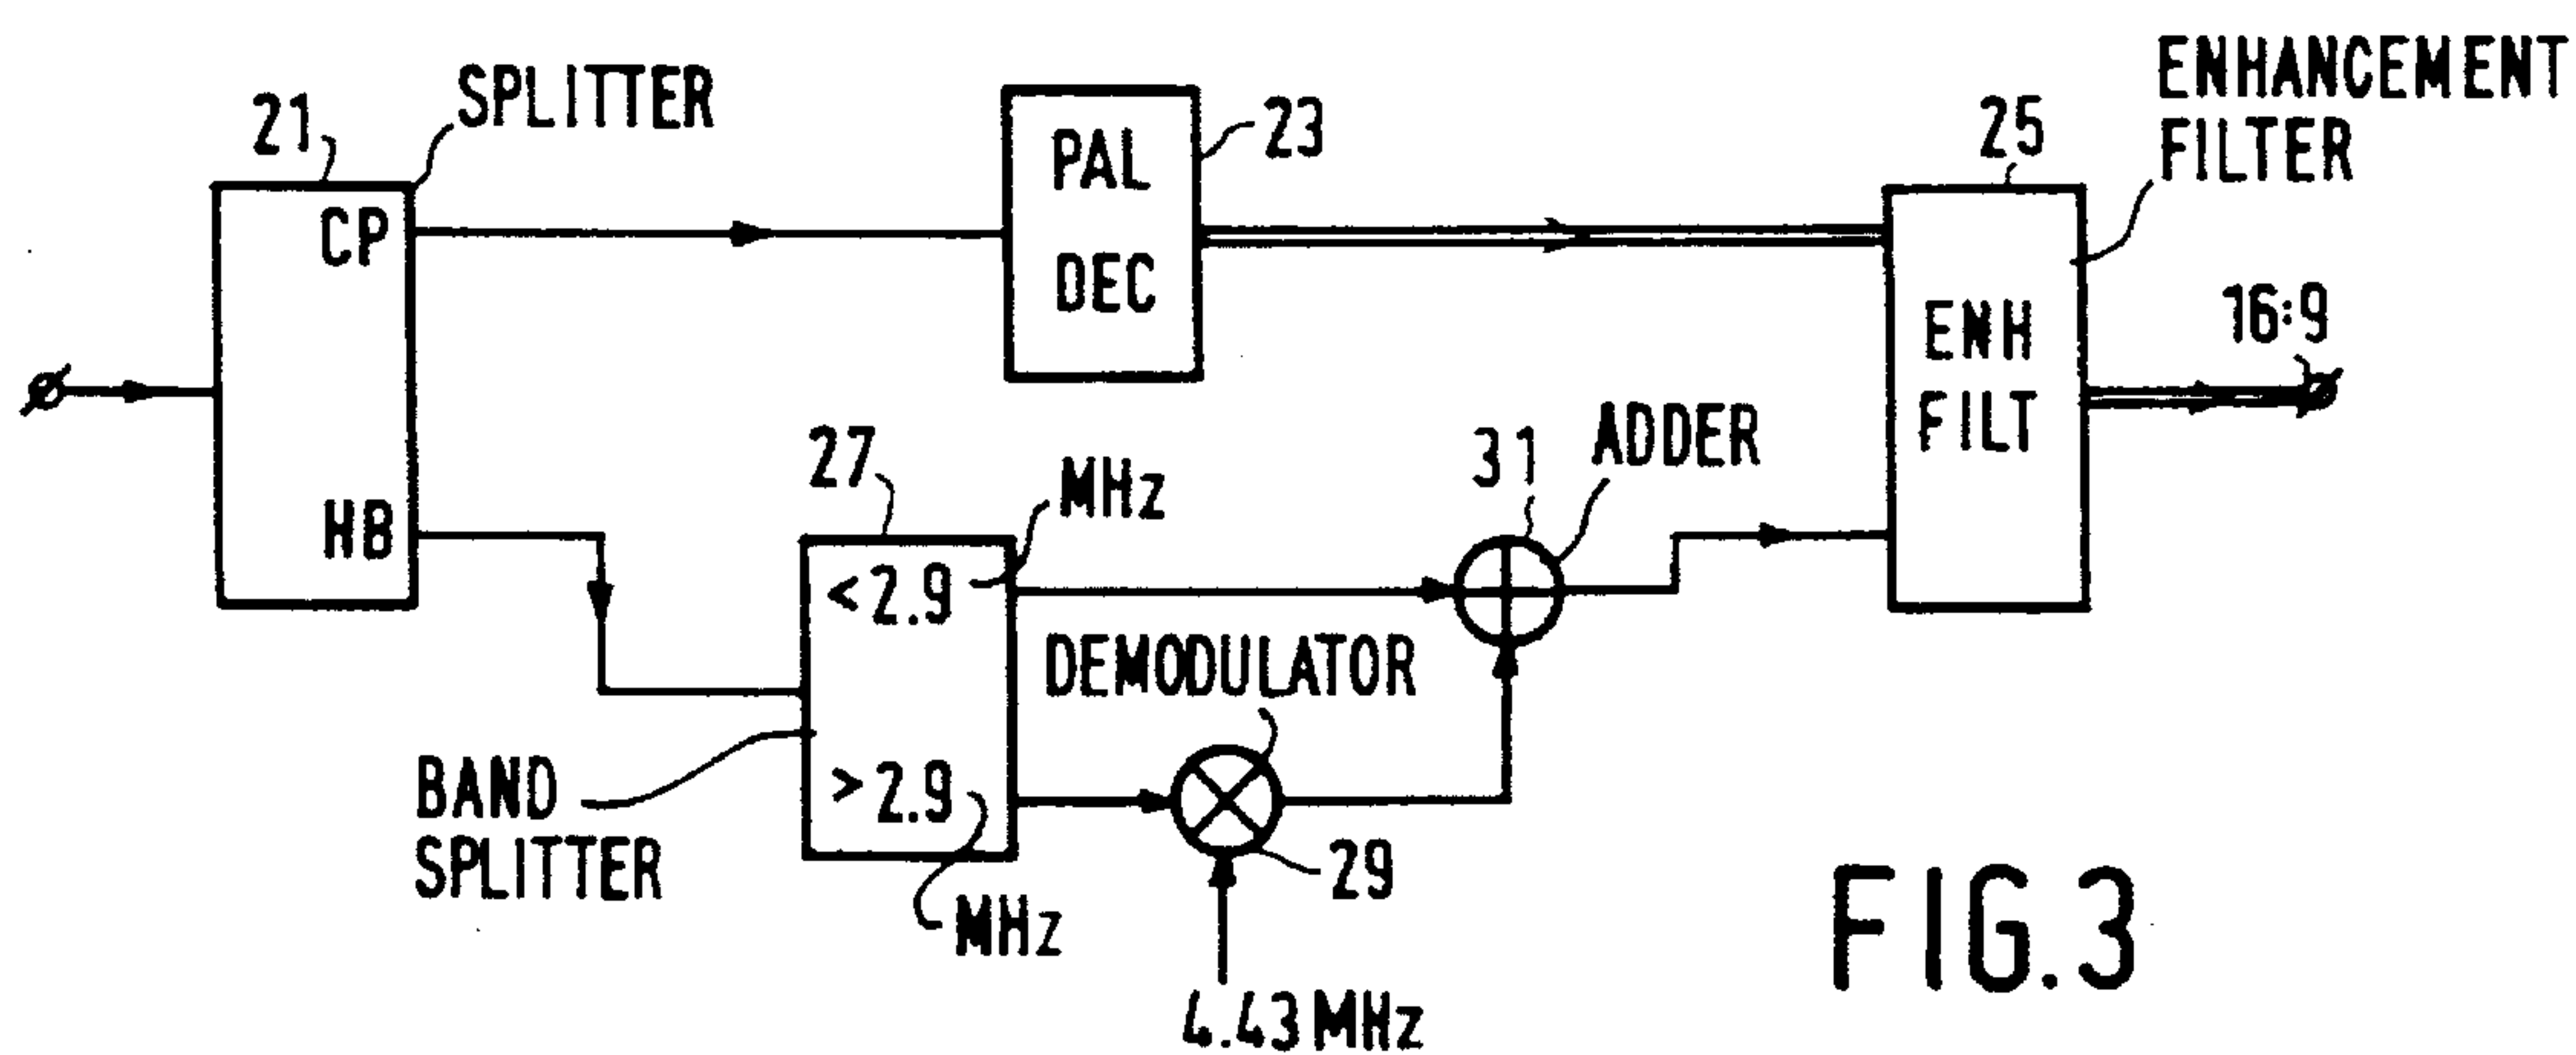 21
SPLITTER
CP
HB
PAL
DEC
23
ENHANCEMENT
FILTER
25
ENH
FILT
16:9
27
MHz
< 2.9
> 2.9
MHz
BAND
SPLITTER
DEMODULATOR
29
4.43 MHz
31
ADDER
FIG.3